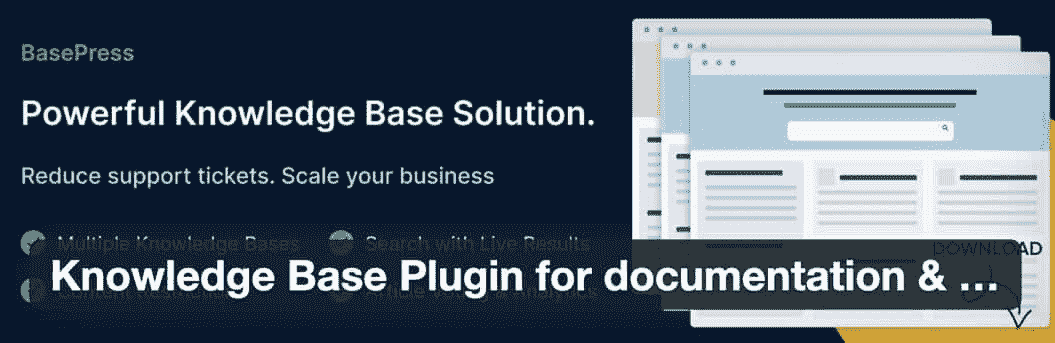 BasePress
Powerful Knowledge Base Solution.
Reduce support tickets. Scale your business
Multiple Knowledge Bases
Search with Live Results
DOWNLOAD
Knowledge Base Plugin for documentation & ...